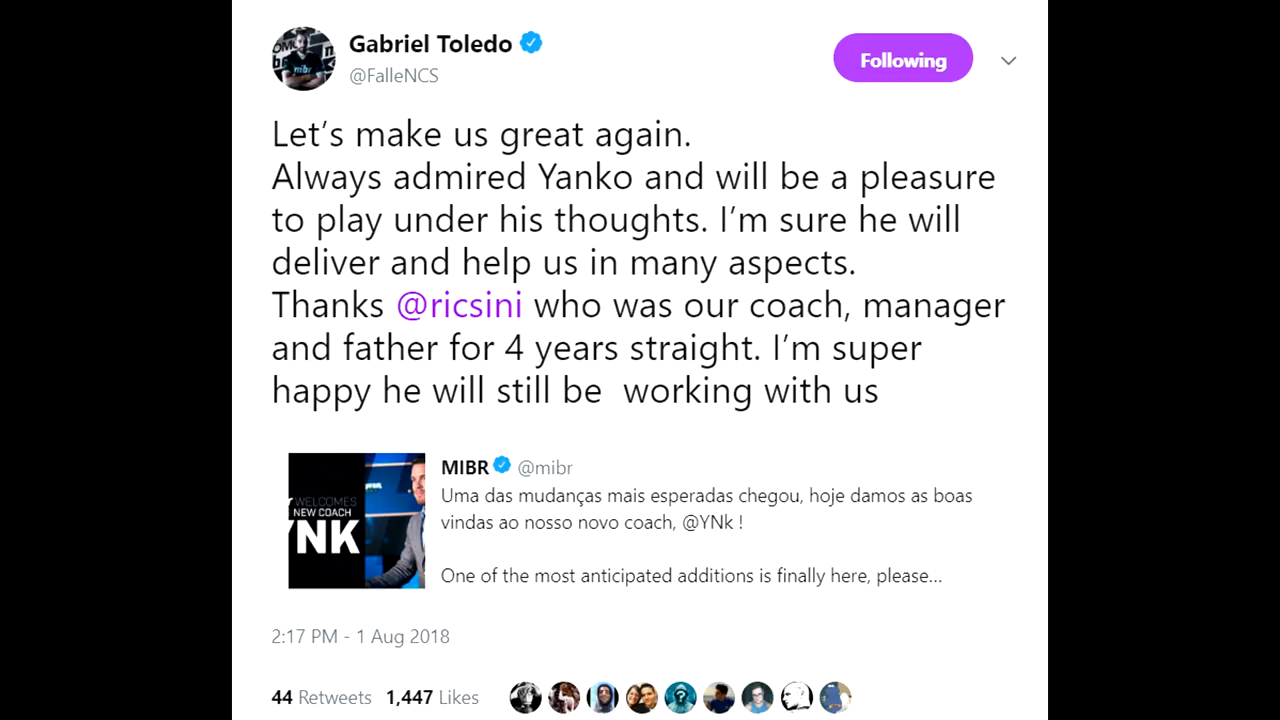 Gabriel Toledo
@FalleNCS
Following
Let's make us great again.
Always admired Yanko and will be a pleasure
to play under his thoughts. I'm sure he will
deliver and help us in many aspects.
Thanks @ricsini who was our coach, manager
and father for 4 years straight. I'm super
happy he will still be  working with us
WELCOMES
NEW COACH
YNK
MIBR @mibr
Uma das mudanças mais esperadas chegou, hoje damos as boas
vindas ao nosso novo coach, @YNk !
One of the most anticipated additions is finally here, please...
2:17 PM - 1 Aug 2018
44 Retweets 1,447 Likes